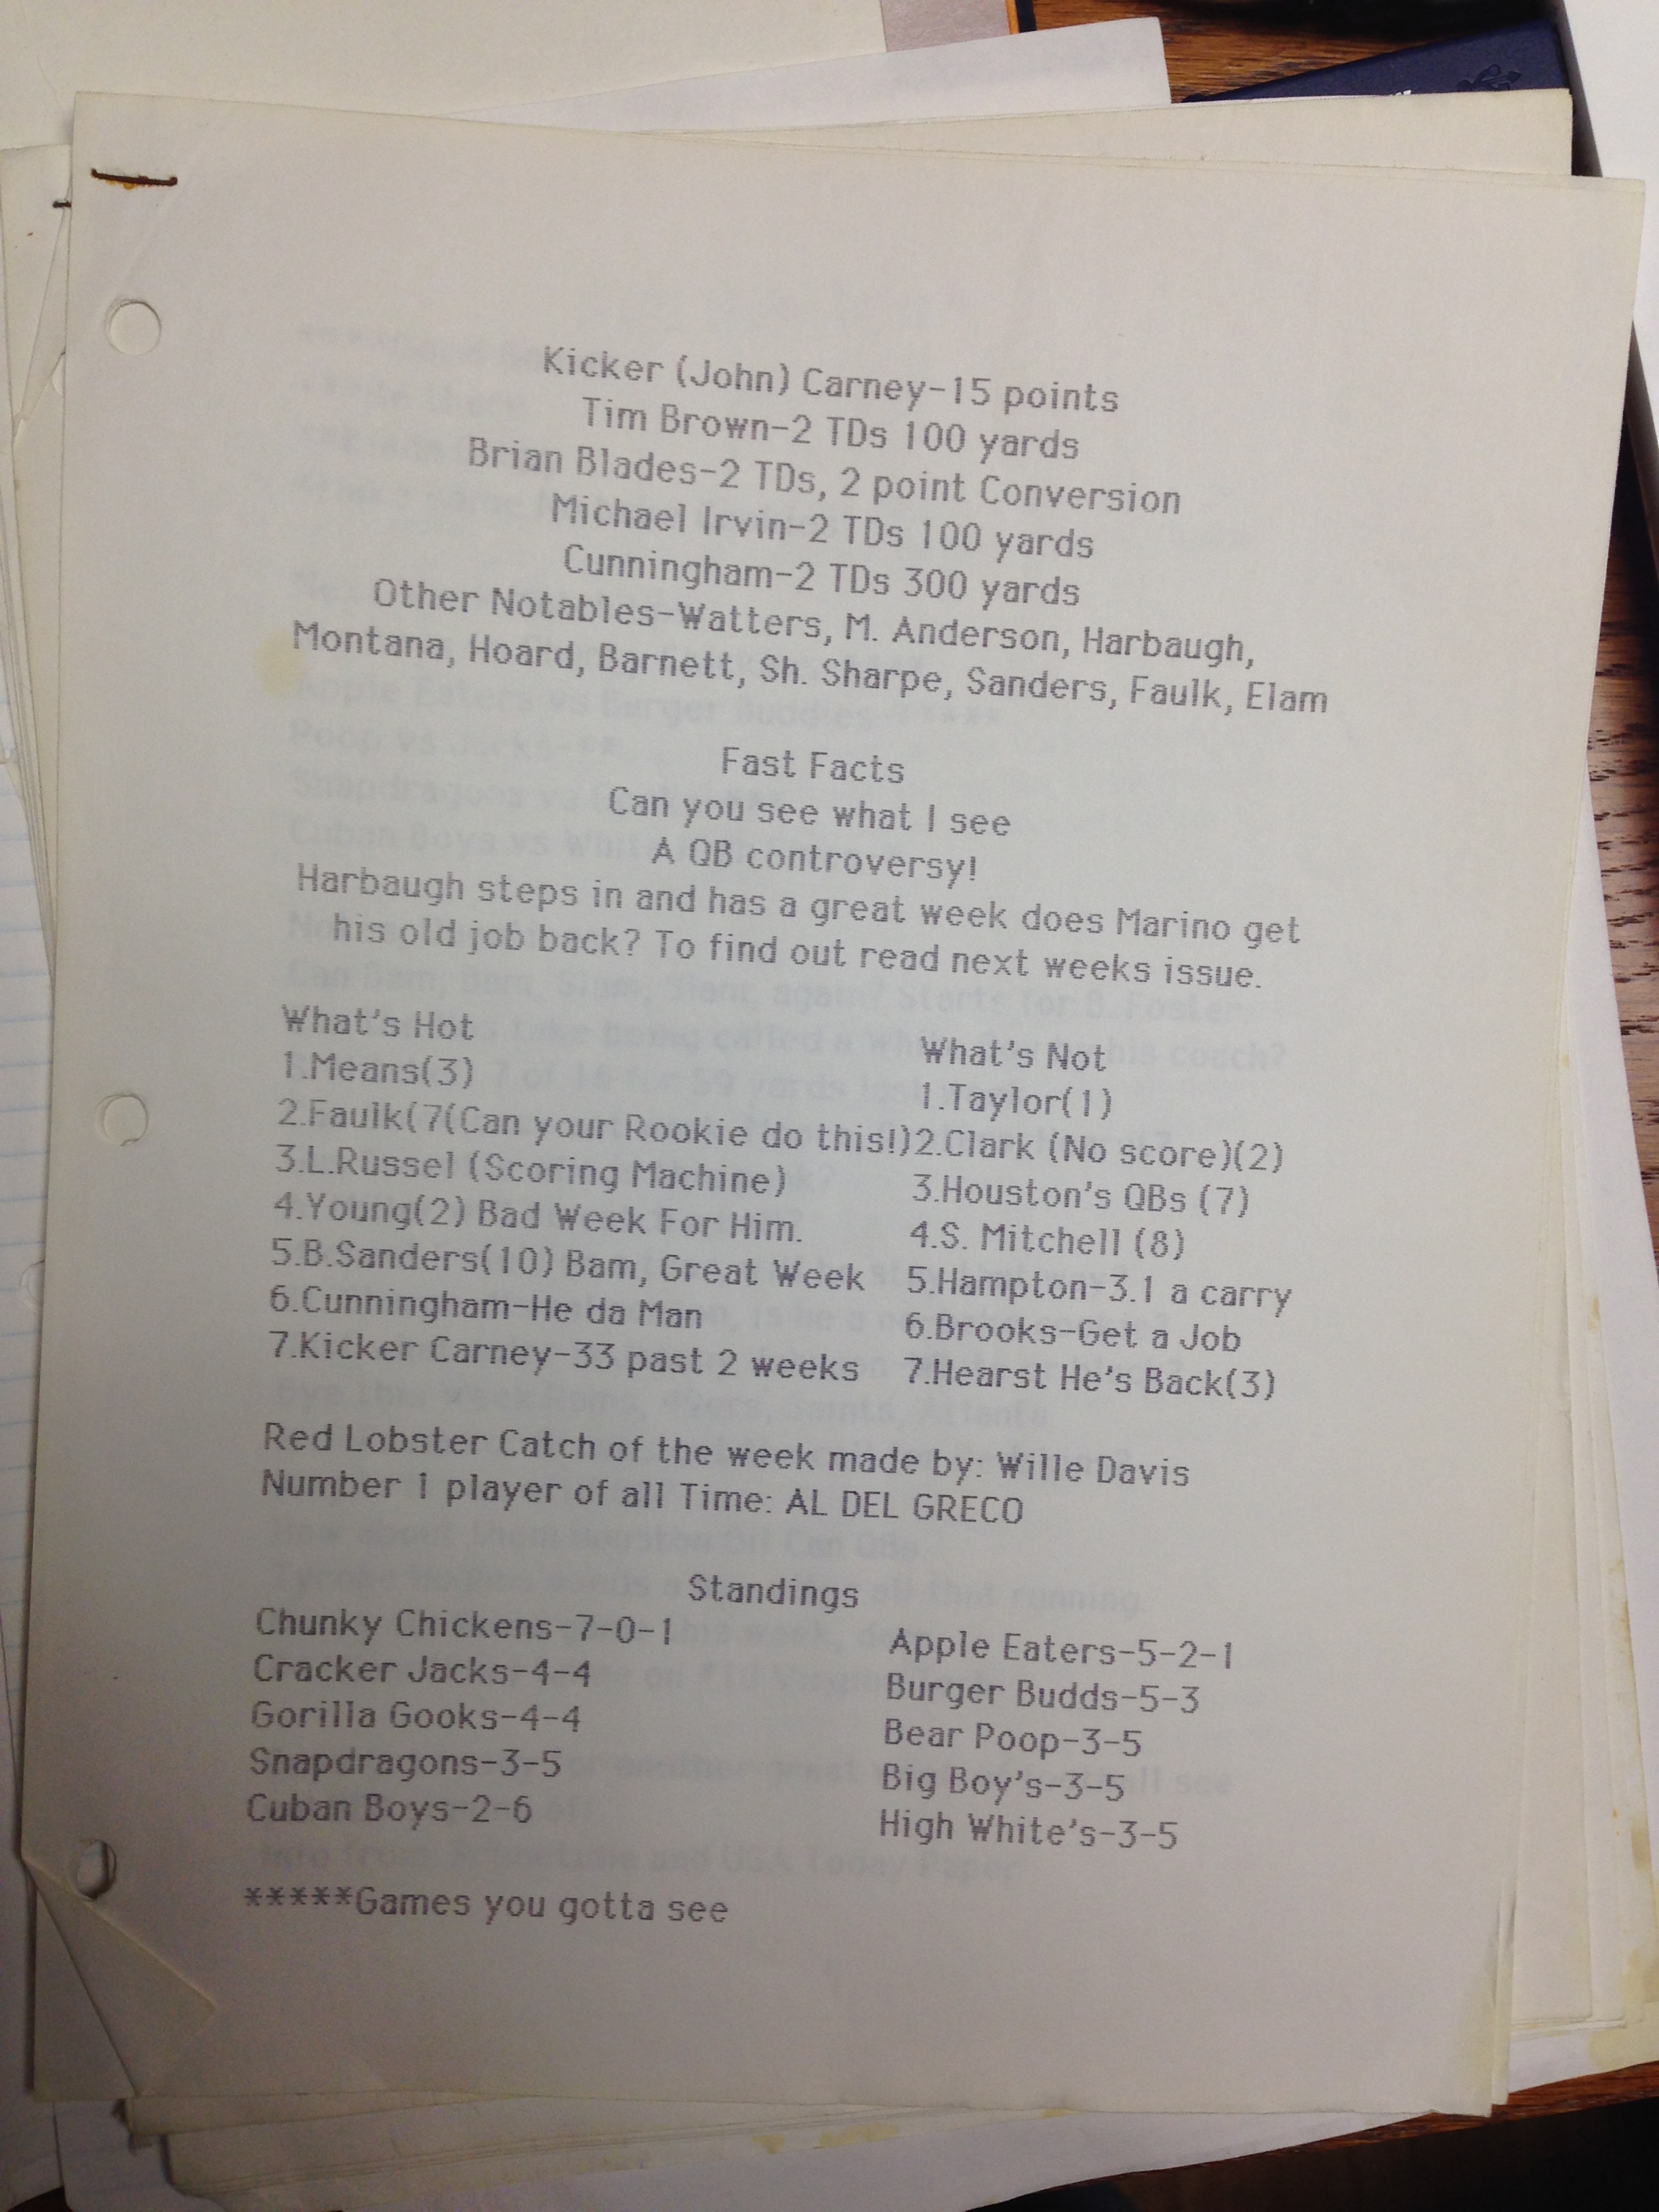 Kicker (John) Carney-15 points
Tim Brown-2 TDs 100 yards
Brian Blades-2 TDs, 2 point Conversion
Michael Irvin-2 TDs 100 yards
Cunningham-2 TDs 300 yards
Other Notables-Watters, M. Anderson, Harbaugh,
Montana, Hoard, Barnett, Sh. Sharpe, Sanders, Faulk, Elam
Fast Facts
Can you see what I see
A QB controversy!
Harbaugh steps in and has a great week does Marino get
his old job back? To find out read next weeks issue.
What's Hot
1.Means(3)
2.Faulk(7(Can your Rookie do this!)
3.L.Russel (Scoring Machine)
4.Young(2) Bad Week For Him.
5.B.Sanders(10) Bam, Great Week
6.Cunningham-He da Man
7.Kicker Carney-33 past 2 weeks
What's Not
1.Taylor(1)
2.Clark (No score)(2)
3.Houston's QBs (7)
4.S. Mitchell (8)
5.Hampton-3.1 a carry
6.Brooks-Get a Job
7.Hearst He's Back(3)
Red Lobster Catch of the week made by: Wille Davis
Number 1 player of all Time: AL DEL GRECO
Standings
Chunky Chickens-7-0-1
Cracker Jacks-4-4
Gorilla Gooks-4-4
Snapdragons-3-5
Cuban Boys-2-6
Apple Eaters-5-2-1
Burger Budds-5-3
Bear Poop-3-5
Big Boy's-3-5
High White's-3-5
*****Games you gotta see